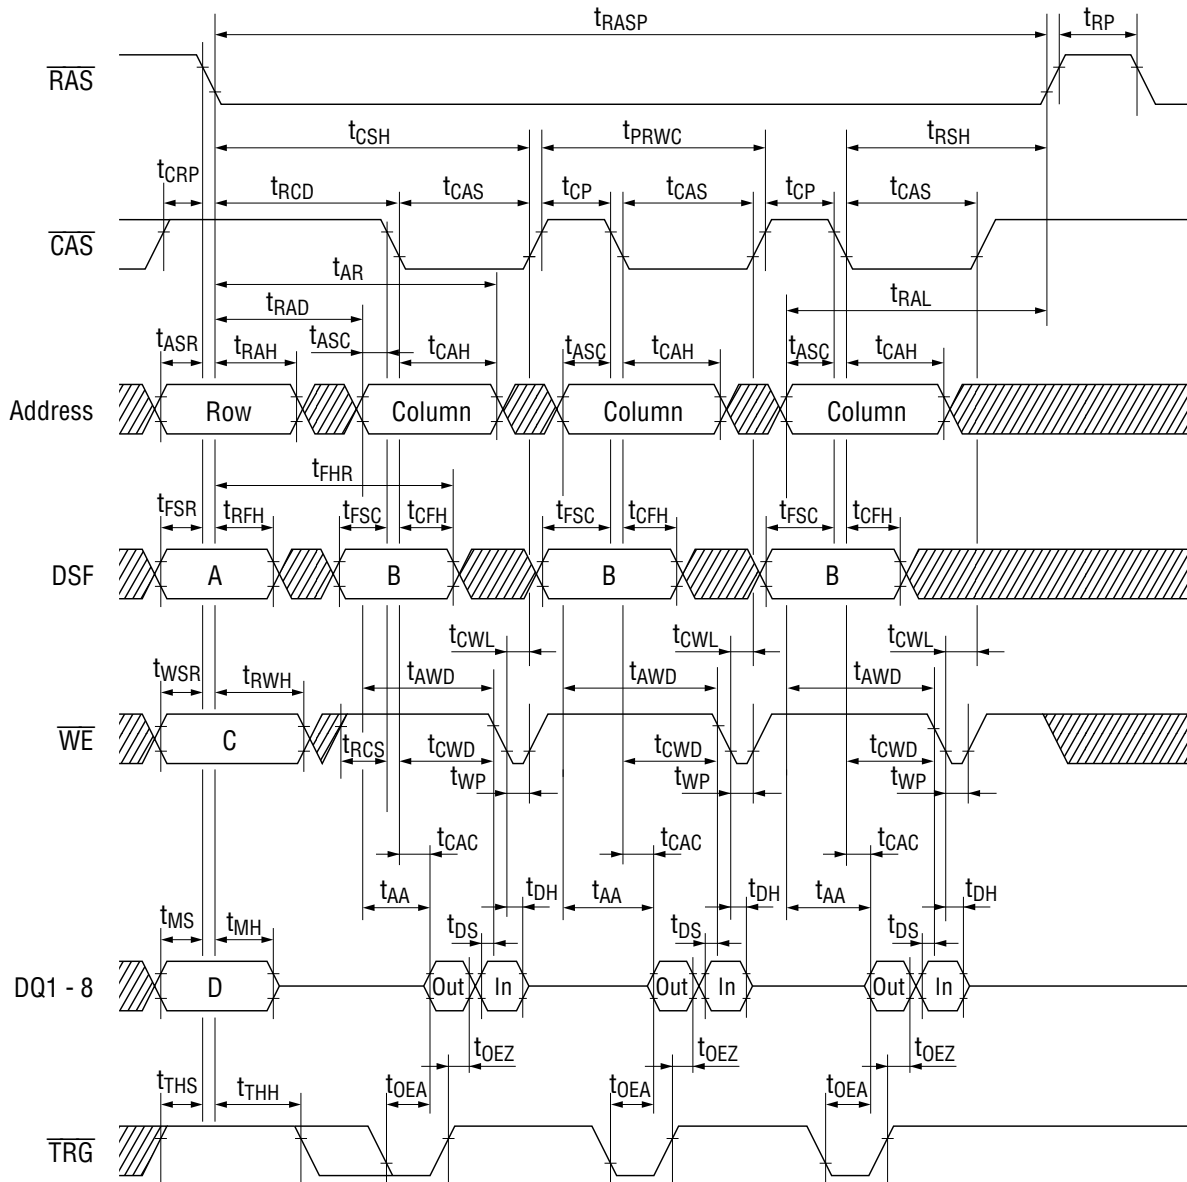 tRASP tRP
RAS
tCSH tPRWC tRSH
tCRP tRCD tCAS tCP tCAS tCP tCAS
CAS
tAR
tRAD tRAL
tASR tRAH tASC tCAH tASC tCAH tASC tCAH
Address Row Column Column Column
tFHR
tFSR tRFH tFSC tCFH tFSC tCFH tFSC tCFH
DSF A B B B
tCWL tCWL tCWL
tWSR tRWH tAWD tAWD tAWD
WE C
tRCS tCWD tCWD tCWD
tWP tWP tWP
tCAC tCAC tCAC
tAA tDH tAA tDH tAA tDH
tMS tMH tDS tDS tDS
DQ1 - 8 D Out In Out In Out In
tOEZ tOEZ tOEZ
tTHS tTHH tOEA tOEA tOEA
TRG